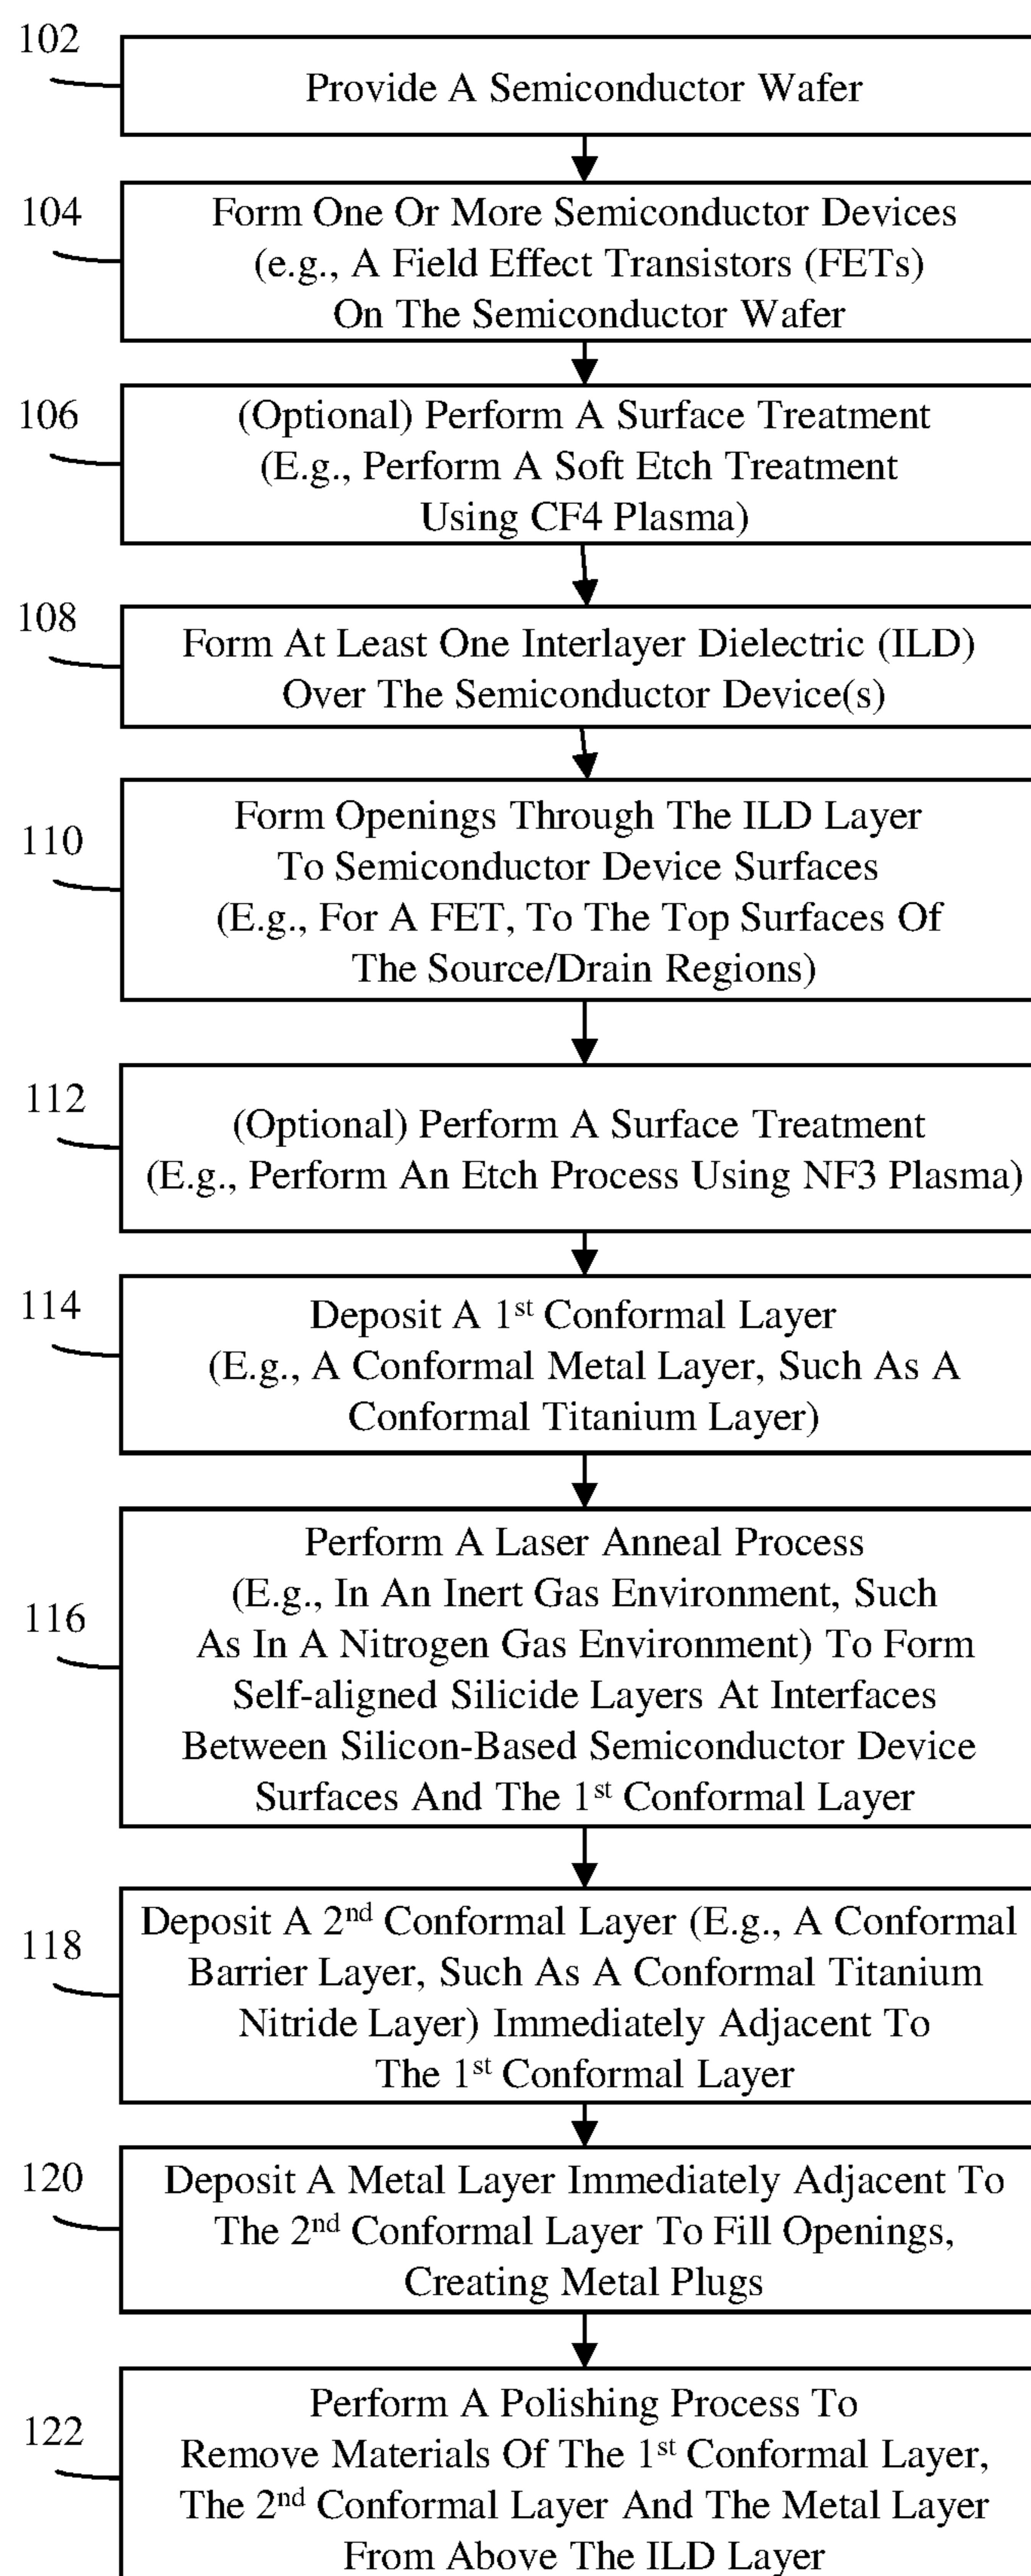 102
Provide A Semiconductor Wafer
104
Form One Or More Semiconductor Devices
(e.g., A Field Effect Transistors (FETs)
On The Semiconductor Wafer
106
(Optional) Perform A Surface Treatment
(E.g., Perform A Soft Etch Treatment
Using CF4 Plasma)
108
Form At Least One Interlayer Dielectric (ILD)
Over The Semiconductor Device(s)
110
Form Openings Through The ILD Layer
To Semiconductor Device Surfaces
(E.g., For A FET, To The Top Surfaces Of
The Source/Drain Regions)
112
(Optional) Perform A Surface Treatment
(E.g., Perform An Etch Process Using NF3 Plasma)
114
Deposit A 1st Conformal Layer
(E.g., A Conformal Metal Layer, Such As A
Conformal Titanium Layer)
116
Perform A Laser Anneal Process
(E.g., In An Inert Gas Environment, Such
As In A Nitrogen Gas Environment) To Form
Self-aligned Silicide Layers At Interfaces
Between Silicon-Based Semiconductor Device
Surfaces And The 1st Conformal Layer
118
Deposit A 2nd Conformal Layer (E.g., A Conformal
Barrier Layer, Such As A Conformal Titanium
Nitride Layer) Immediately Adjacent To
The 1st Conformal Layer
120
Deposit A Metal Layer Immediately Adjacent To
The 2nd Conformal Layer To Fill Openings,
Creating Metal Plugs
122
Perform A Polishing Process To
Remove Materials Of The 1st Conformal Layer,
The 2nd Conformal Layer And The Metal Layer
From Above The ILD Layer